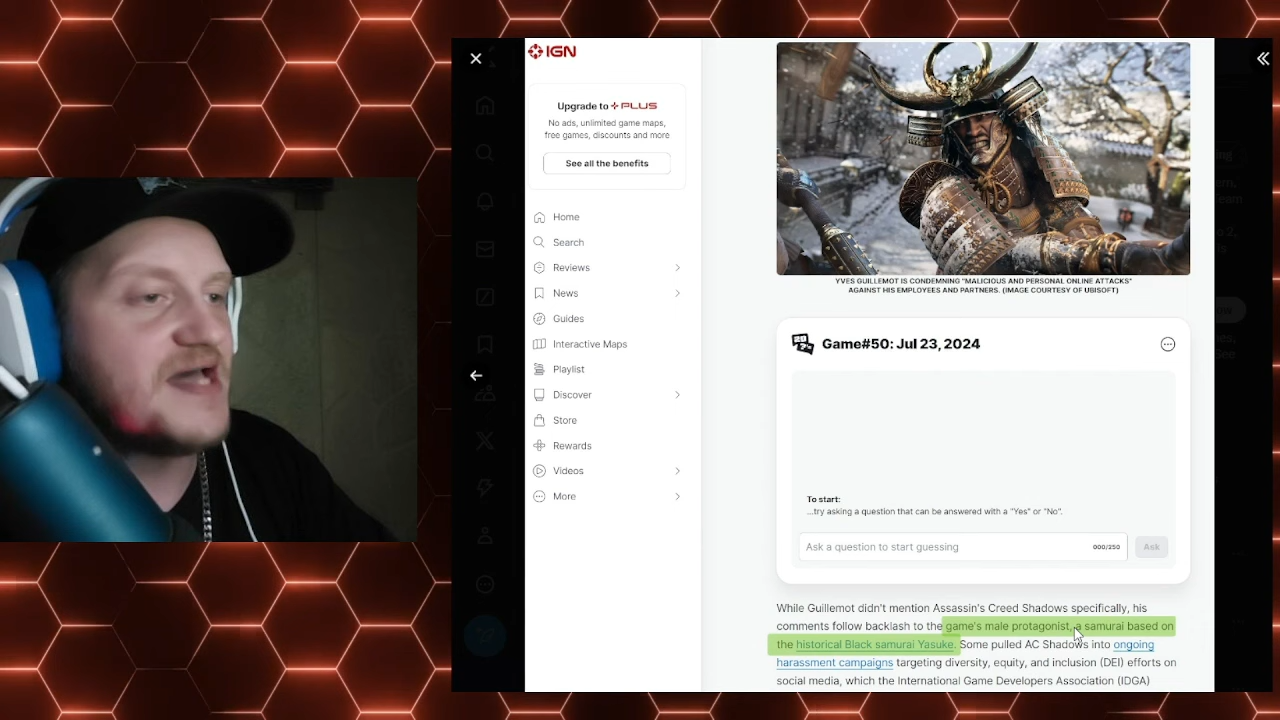 IGN
Upgrade to PLUS
No ads, unlimited game maps,
free games, discounts and more
See all the benefits
Home
Search
Reviews
News
Guides
Interactive Maps
Playlist
Discover
Store
Rewards
Videos
More
YVES GUILLEMOT IS CONDEMNING "MALICIOUS AND PERSONAL ONLINE ATTACKS"
AGAINST HIS EMPLOYEES AND PARTNERS. (IMAGE COURTESY OF UBISOFT)
Game#50: Jul 23, 2024
To start:
...try asking a question that can be answered with a "Yes" or "No".
Ask a question to start guessing
000/250
Ask
While Guillemot didn't mention Assassin's Creed Shadows specifically, his
comments follow backlash to the game's male protagonist, a samurai based on
the historical Black samurai Yasuke. Some pulled AC Shadows into ongoing
harassment campaigns targeting diversity, equity, and inclusion (DEI) efforts on
social media, which the International Game Developers Association (IDGA)